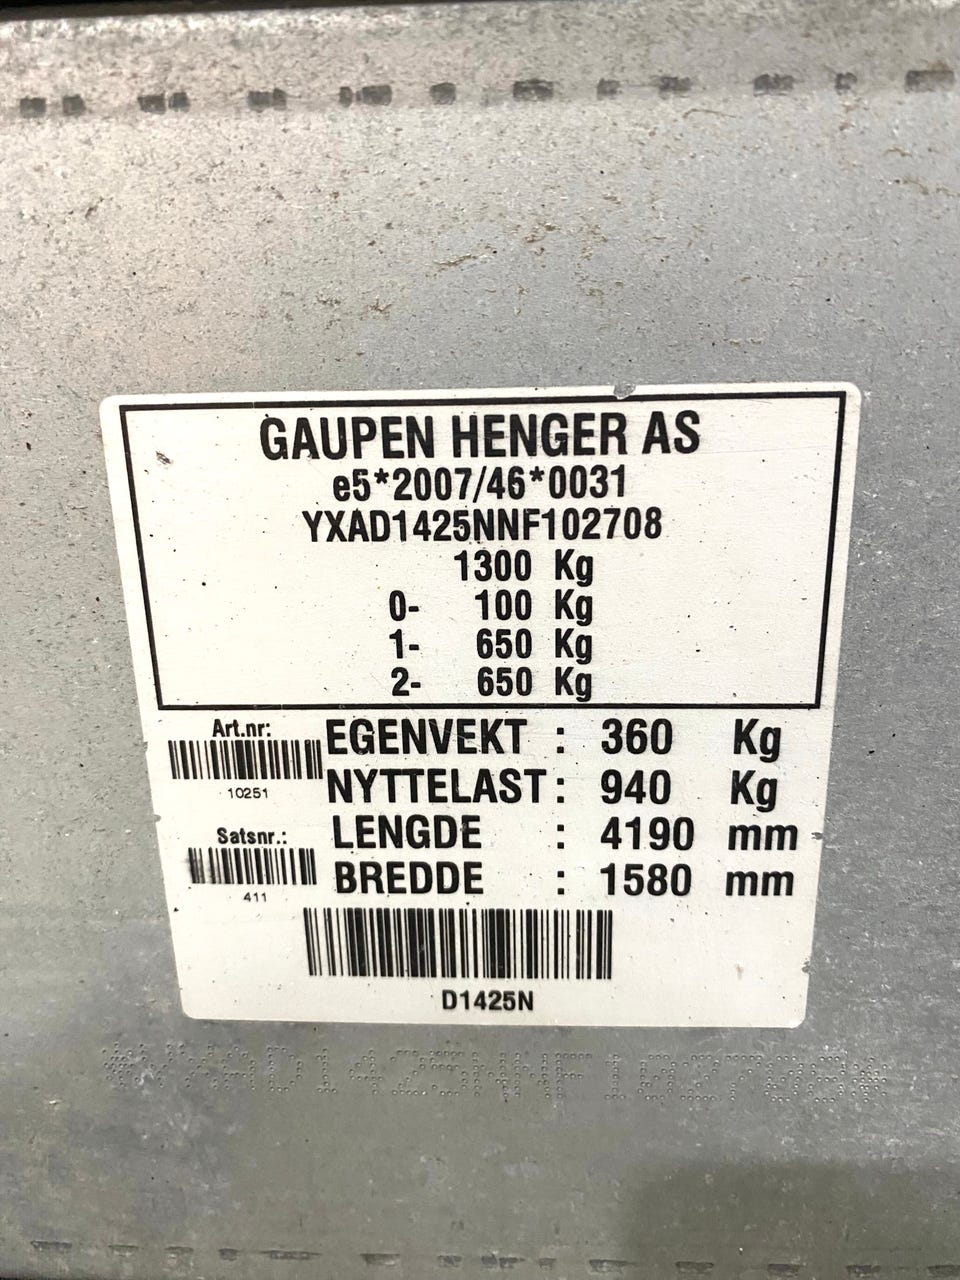 GAUPEN HENGER AS
e5*2007/46*0031
YXAD1425NNF102708
1300 Kg
0- 100 Kg
1- 650 Kg
2- 650 Kg
Art.nr:
10251
EGENVEKT : 360 Kg
NYTTELAST : 940 Kg
Satsnr.:
411
LENGDE : 4190 mm
BREDDE : 1580 mm
D1425N